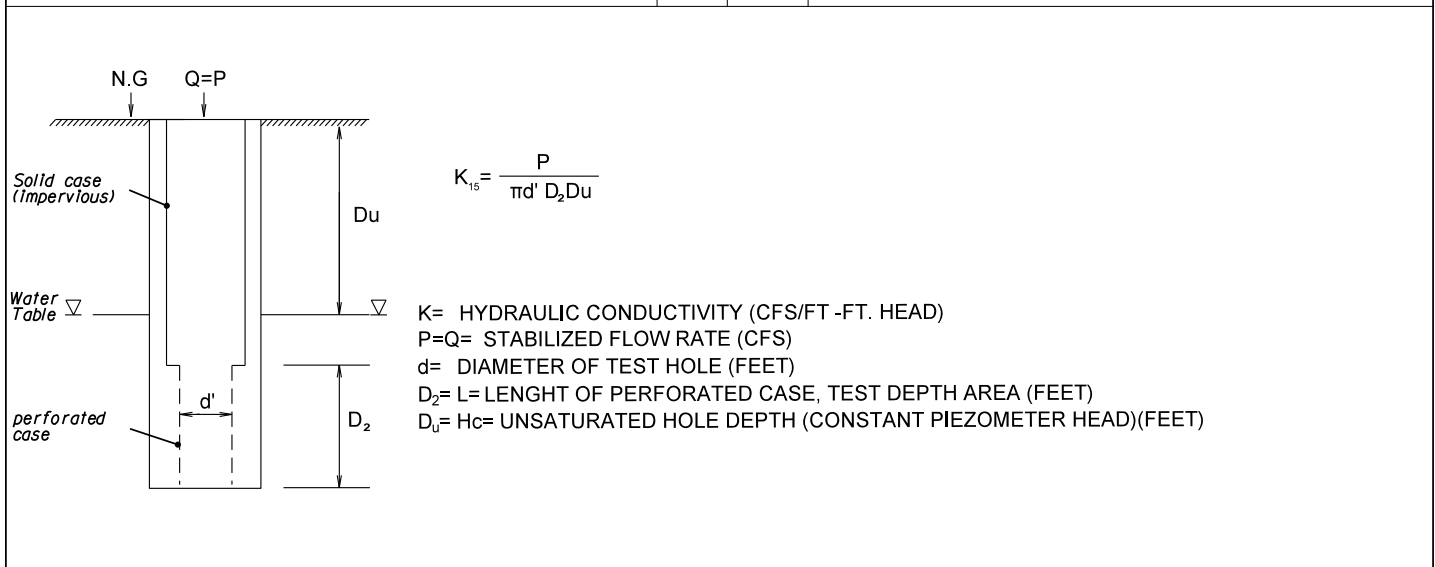 N.G Q=P
Solid case
(impervious)
Du
K₁₅= P
πd' D₂Du
Water
Table
K= HYDRAULIC CONDUCTIVITY (CFS/FT -FT. HEAD)
P=Q= STABILIZED FLOW RATE (CFS)
d= DIAMETER OF TEST HOLE (FEET)
D₂= L= LENGHT OF PERFORATED CASE, TEST DEPTH AREA (FEET)
Dᵤ= Hc= UNSATURATED HOLE DEPTH (CONSTANT PIEZOMETER HEAD)(FEET)
d'
perforated
case
D₂